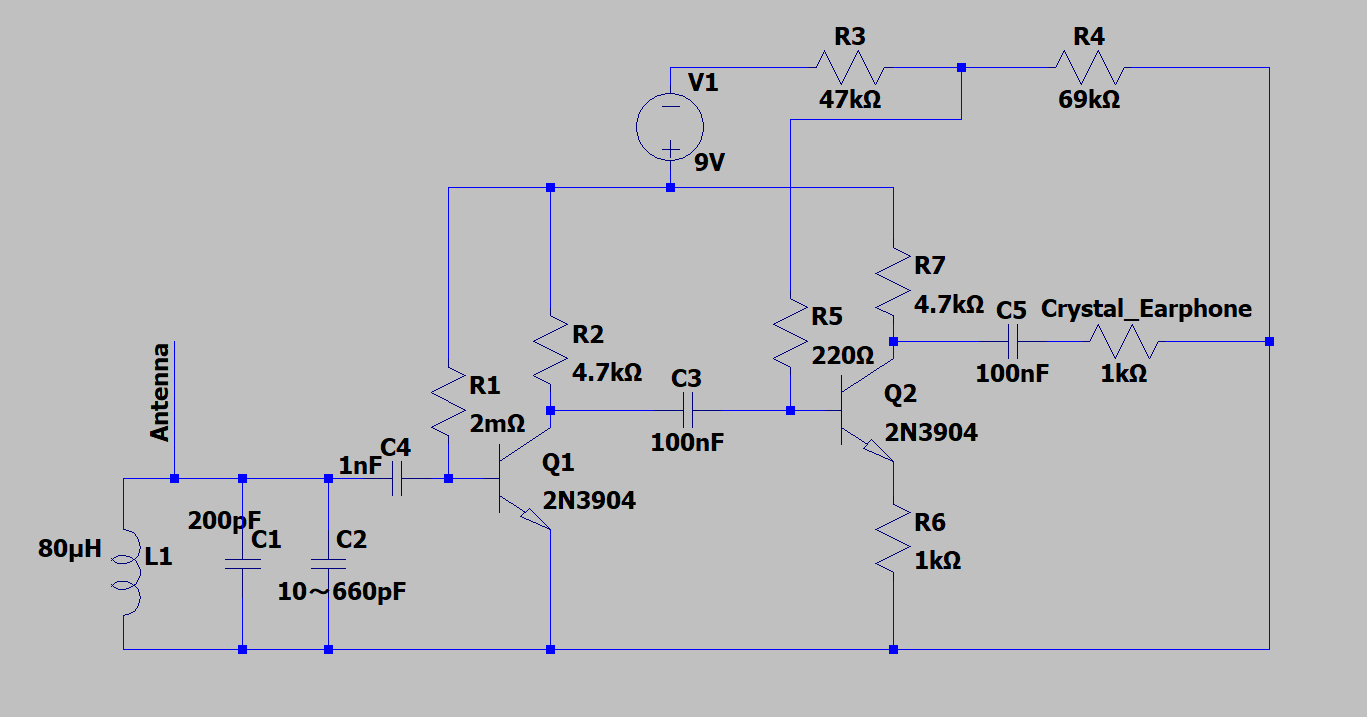 R3
47kΩ
R4
69kΩ
V1
9V
R7
4.7kΩ
C5
100nF
Crystal_Earphone
1kΩ
R5
220Ω
R2
4.7kΩ
R1
2mΩ
C3
100nF
Q2
2N3904
Antenna
C4
1nF
Q1
2N3904
200pF
C1
C2
10～660pF
80µH
L1
R6
1kΩ